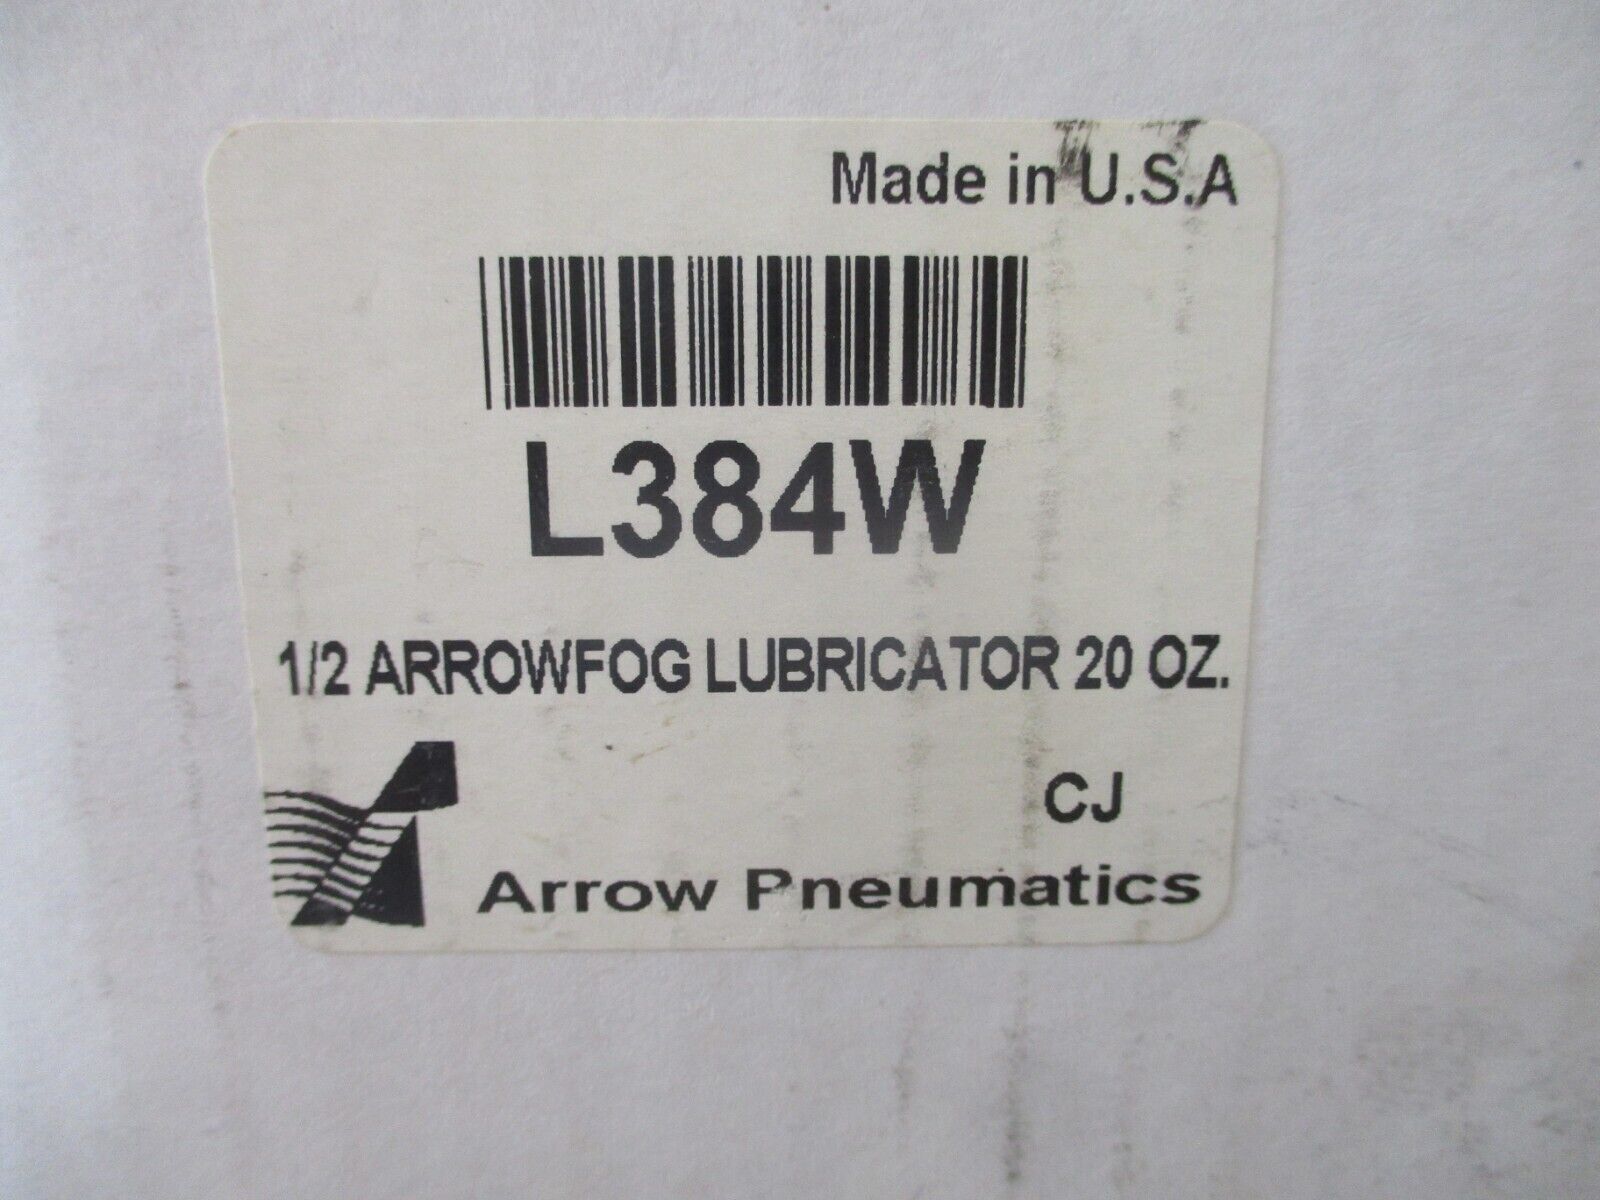 Made in U.S.A
L384W
1/2 ARROWFOG LUBRICATOR 20 OZ.
CJ
Arrow Pneumatics